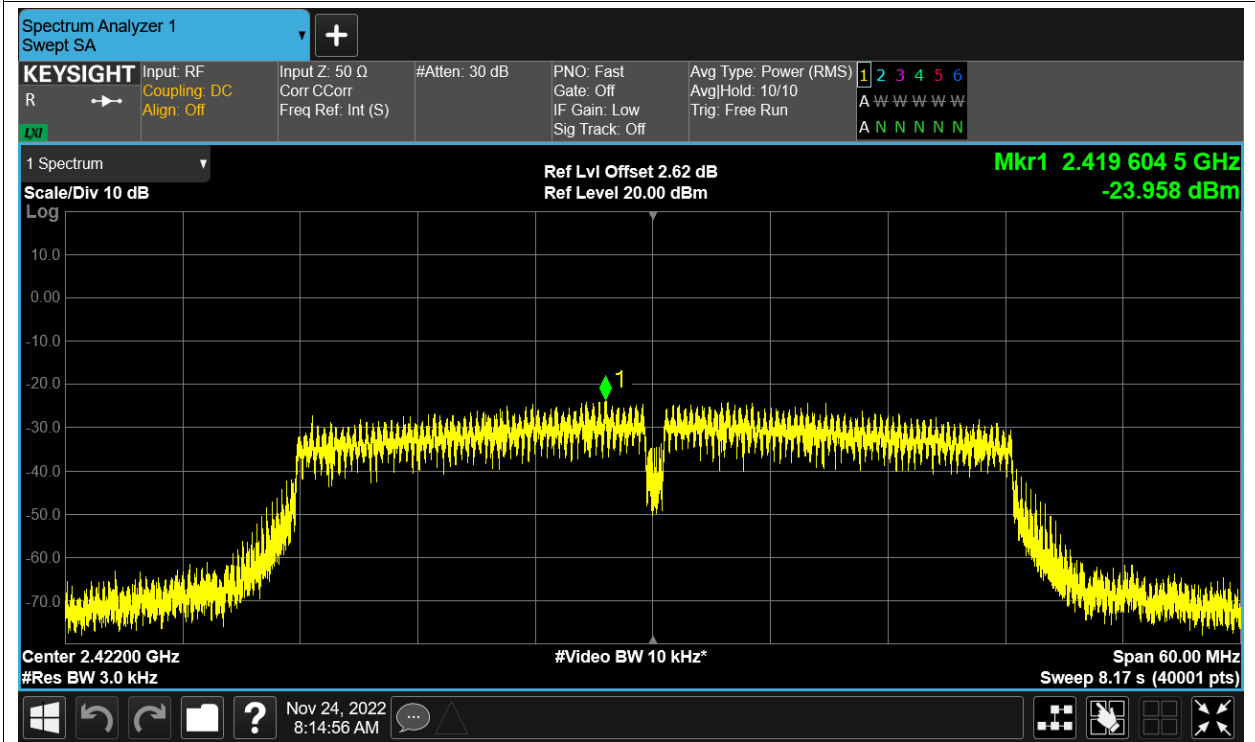 Spectrum Analyzer 1
Swept SA
+
KEYSIGHT
R
LXI
Input: RF
Coupling: DC
Align: Off
Input Z: 50 Ω
Corr CCorr
Freq Ref: Int (S)
#Atten: 30 dB
PNO: Fast
Gate: Off
IF Gain: Low
Sig Track: Off
Avg Type: Power (RMS)
Avg|Hold: 10/10
Trig: Free Run
1 2 3 4 5 6
A W W W W W
A N N N N N
1 Spectrum
Scale/Div 10 dB
Log
Ref Lvl Offset 2.62 dB
Ref Level 20.00 dBm
Mkr1 2.419 604 5 GHz
-23.958 dBm
10.0
0.00
-10.0
-20.0
-30.0
-40.0
-50.0
-60.0
-70.0
1
Center 2.42200 GHz
#Res BW 3.0 kHz
#Video BW 10 kHz*
Span 60.00 MHz
Sweep 8.17 s (40001 pts)
?
Nov 24, 2022
8:14:56 AM